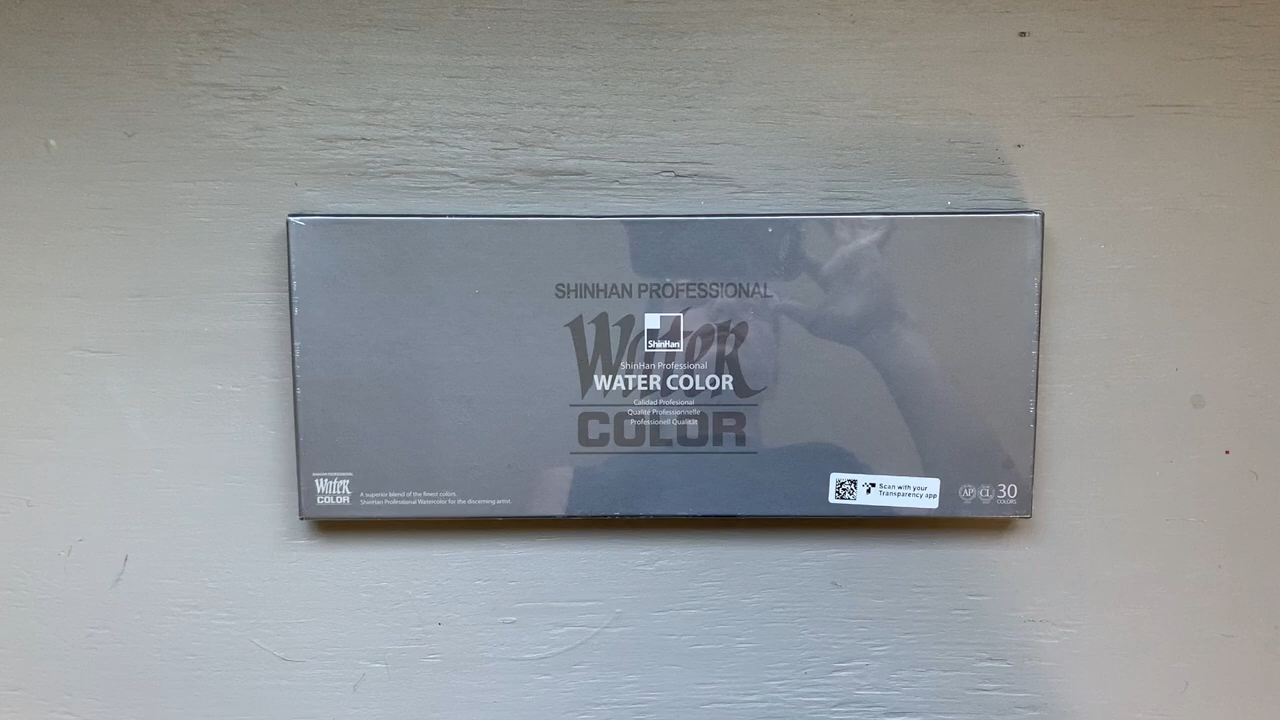 SHINHAN PROFESSIONAL
Water
COLOR
ShinHan
ShinHan Professional
WATER COLOR
Calidad Profesional
Qualité Professionnelle
Professionell Qualität
SHINHAN PROFESSIONAL
Water
COLOR
A superior blend of the finest colors.
ShinHan Professional Watercolor for the discerning artist.
Scan with your
Transparency app
AP
CL
30
COLORS